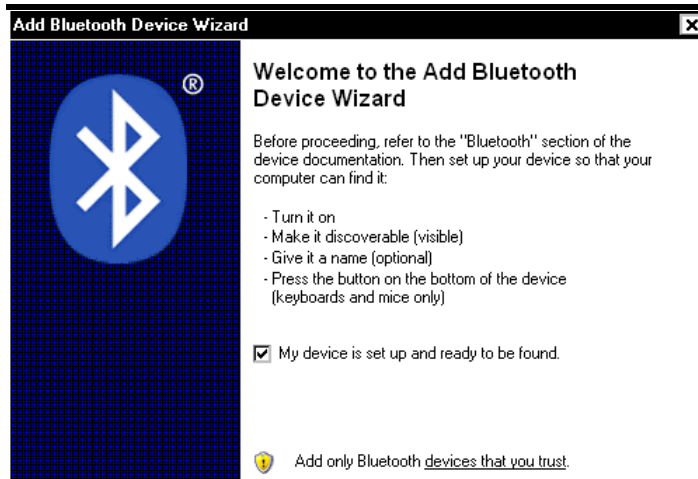 Add Bluetooth Device Wizard
Welcome to the Add Bluetooth
Device Wizard
Before proceeding, refer to the "Bluetooth" section of the
device documentation. Then set up your device so that your
computer can find it:
- Turn it on
- Make it discoverable (visible)
- Give it a name (optional)
- Press the button on the bottom of the device
(keyboards and mice only)
My device is set up and ready to be found.
Add only Bluetooth devices that you trust.